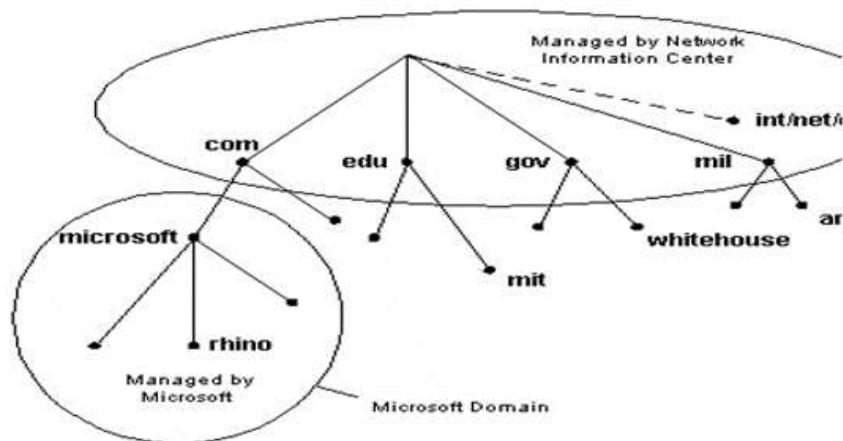 Managed by Network
Information Center
int/net/
com
edu
gov
mil
microsoft
whitehouse
mit
rhino
Managed by
Microsoft
Microsoft Domain